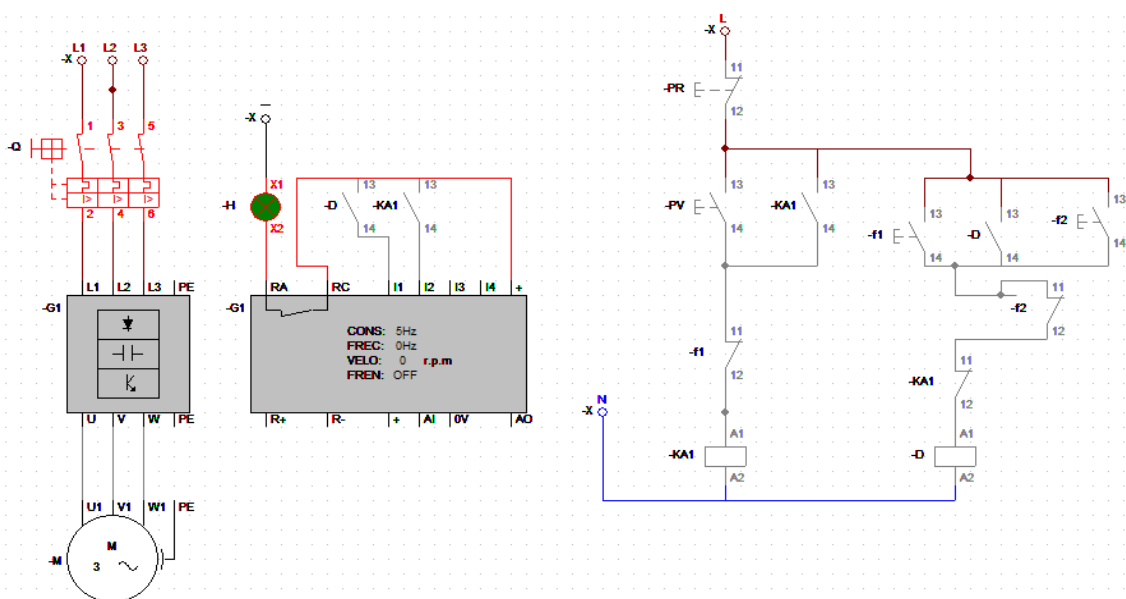 L1 L2 L3
-X
1 3 5
-Q
I> I> I>
2 4 6
L1 L2 L3 PE
-G1
U V W PE
U1 V1 W1 PE
-M
M
3
-X
X1
-H
X2
13 13
-D -KA1
14 14
RA RC I1 I2 I3 I4 +
-G1
CONS: 5Hz
FREC: 0Hz
VELO: 0 r.p.m
FREN: OFF
R+ R- + AI 0V AO
L
-X
11
-PR
12
13 13
-PV -KA1
14 14
13 13
-f1 -D -f2
14 14 14
13
11
-f2
12
11
-f1
12
11
-KA1
12
N
-X
A1 A1
-KA1 -D
A2 A2